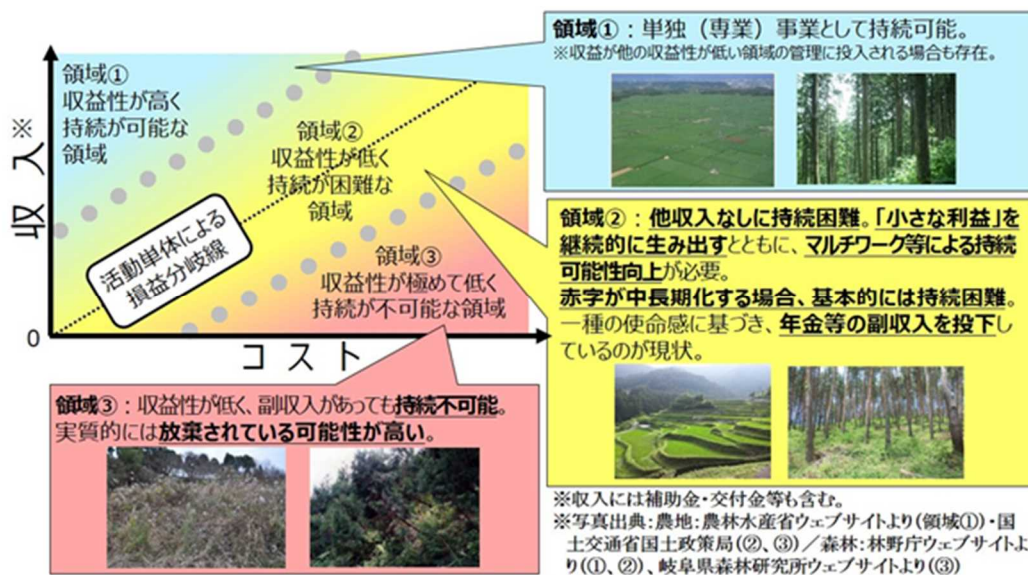 領域①：単独（専業）事業として持続可能。
※収益が他の収益性が低い領域の管理に投入される場合も存在。
収入※
領域①
収益性が高く
持続が可能な
領域
領域②
収益性が低く
持続が困難な
領域
領域③
収益性が極めて低く
持続が不可能な領域
活動単体による
損益分岐線
0
コスト
領域②：他収入なしに持続困難。「小さな利益」を
継続的に生み出すとともに、マルチワーク等による持続
可能性向上が必要。
赤字が中長期化する場合、基本的には持続困難。
一種の使命感に基づき、年金等の副収入を投下し
ているのが現状。
領域③：収益性が低く、副収入があっても持続不可能。
実質的には放棄されている可能性が高い。
※収入には補助金・交付金等も含む。
※写真出典：農地：農林水産省ウェブサイトより(領域①)・国
土交通省国土政策局(②、③)／森林：林野庁ウェブサイトよ
り(①、②)、岐阜県森林研究所ウェブサイトより(③)